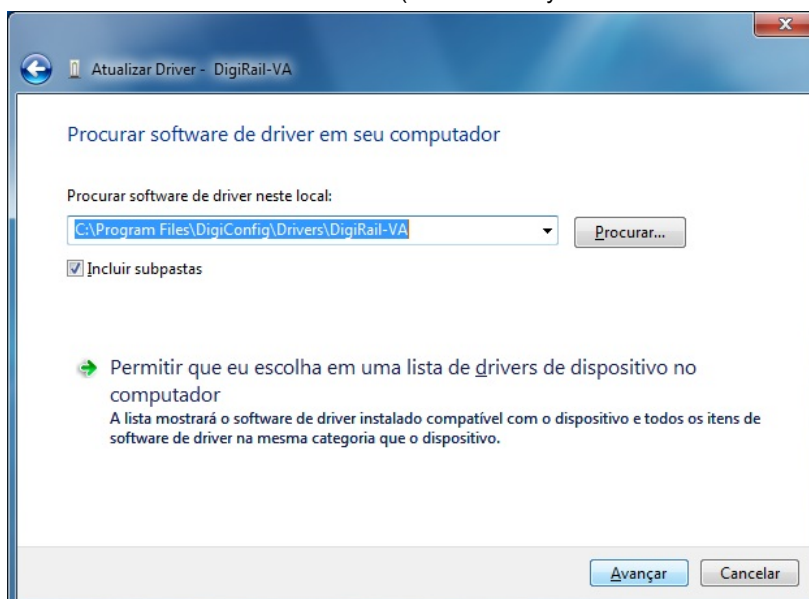 Atualizar Driver - DigiRail-VA
Procurar software de driver em seu computador
Procurar software de driver neste local:
C:\Program Files\DigiConfig\Drivers\DigiRail-VA
Procurar...
Incluir subpastas
Permitir que eu escolha em uma lista de drivers de dispositivo no
computador
A lista mostrará o software de driver instalado compatível com o dispositivo e todos os itens de
software de driver na mesma categoria que o dispositivo.
Avançar
Cancelar